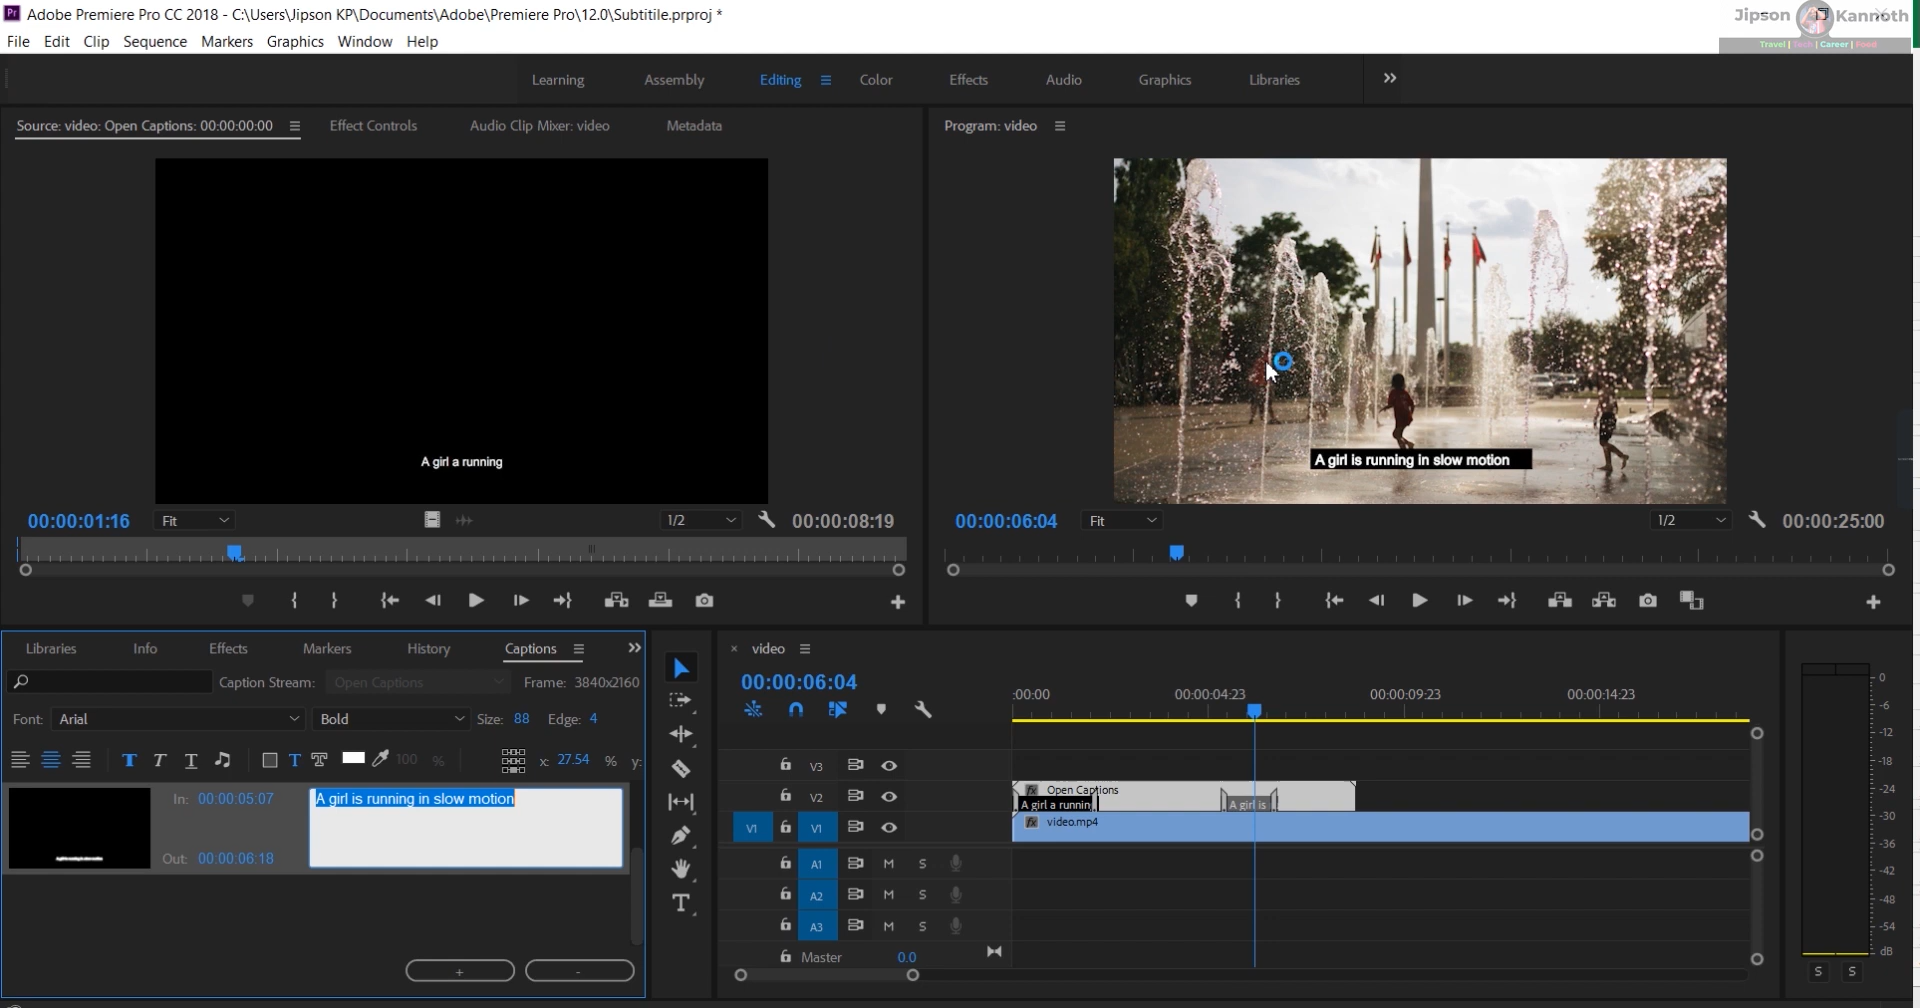 Adobe Premiere Pro CC 2018 - C:\Users\Jipson KP\Documents\Adobe\Premiere Pro\12.0\Subtitile.prproj *
Jipson Kannoth
Travel | Tech | Career | Food
File Edit Clip Sequence Markers Graphics Window Help
Learning Assembly Editing Color Effects Audio Graphics Libraries
Source: video: Open Captions: 00:00:00:00 Effect Controls Audio Clip Mixer: video Metadata
Program: video
A girl a running
A girl is running in slow motion
00:00:01:16 Fit 1/2 00:00:08:19
00:00:06:04 Fit 1/2 00:00:25:00
Libraries Info Effects Markers History Captions
Caption Stream: Open Captions Frame: 3840x2160
Font: Arial Bold Size: 88 Edge: 4
100 % x: 27.54 % y:
In: 00:00:05:07
A girl is running in slow motion
Out: 00:00:06:18
+ -
× video
00:00:06:04
:00:00 00:00:04:23 00:00:09:23 00:00:14:23
V3
V2 fx Open Captions
A girl a runnin A girl is
V1 V1 fx video.mp4
A1 M S
A2 M S
A3 M S
Master 0.0
0
-6
-12
-18
-24
-30
-36
-42
-48
-54
dB
S S